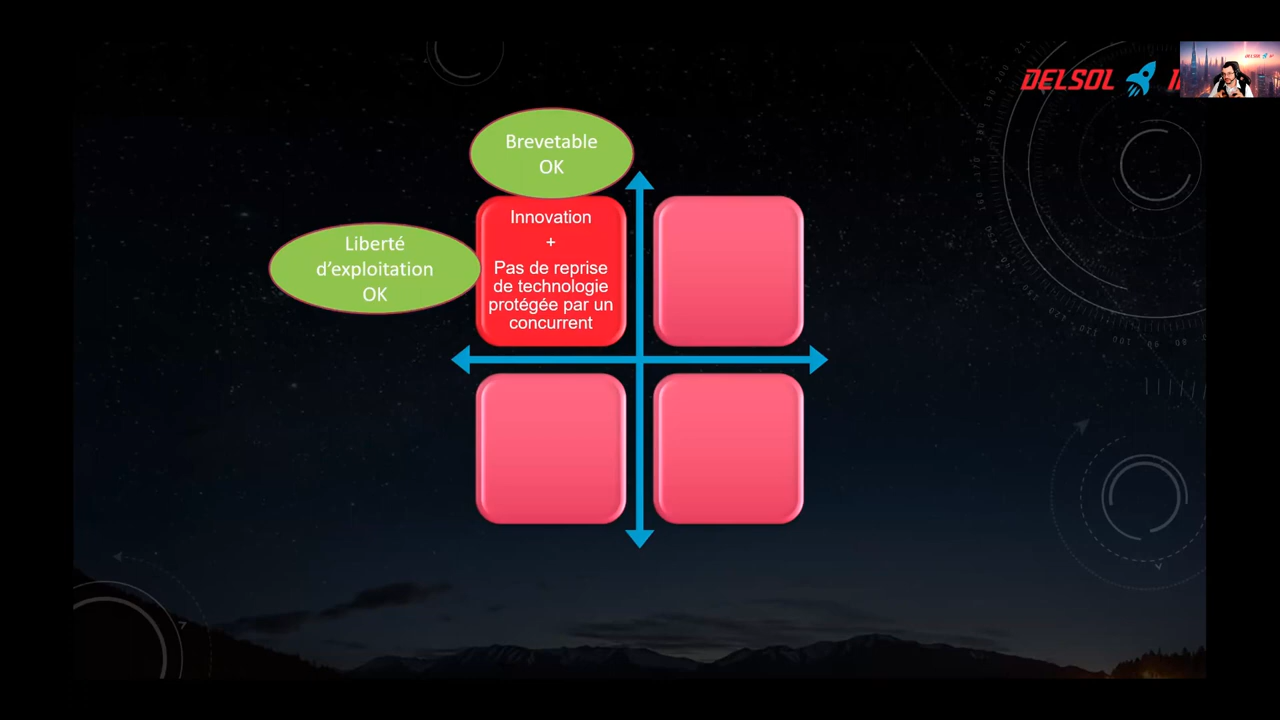 DELSOL
Brevetable
OK
Liberté
d’exploitation
OK
Innovation
+
Pas de reprise
de technologie
protégée par un
concurrent